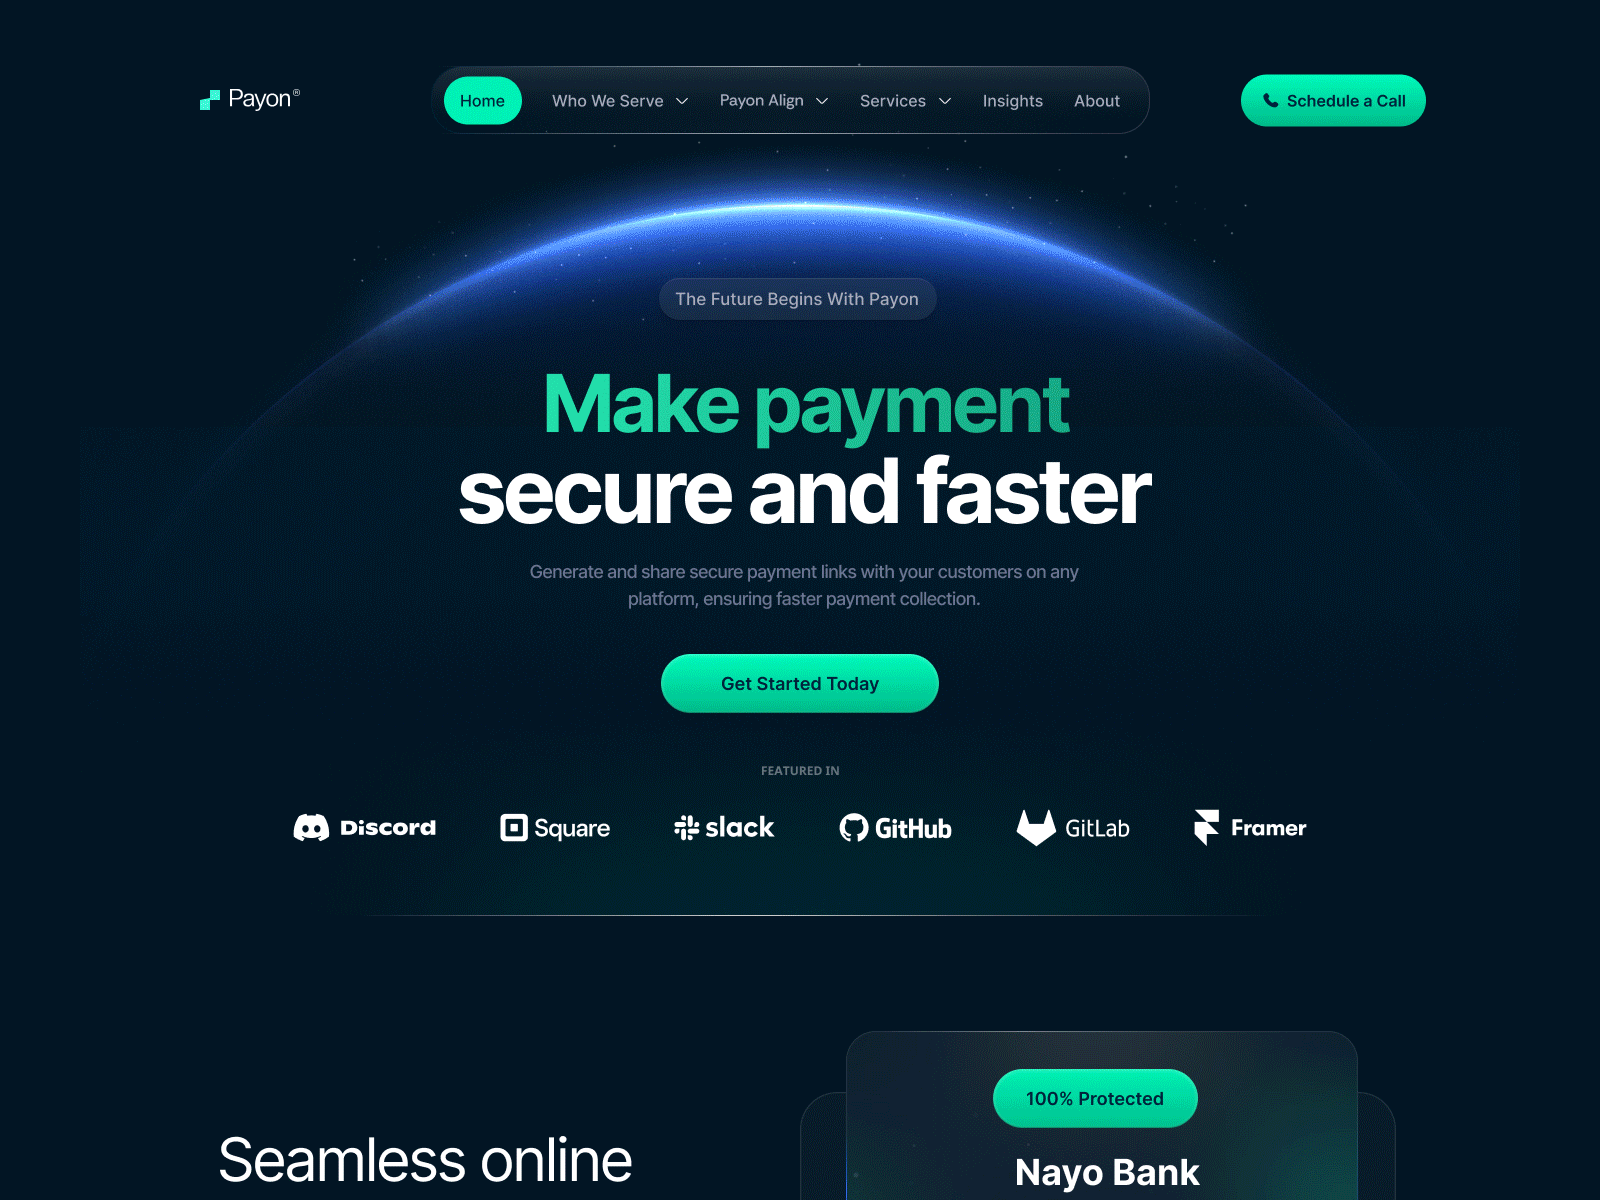 Payon®
Home
Who We Serve
Payon Align
Services
Insights
About
Schedule a Call
The Future Begins With Payon
Make payment
secure and faster
Generate and share secure payment links with your customers on any
platform, ensuring faster payment collection.
Get Started Today
FEATURED IN
Discord
Square
slack
GitHub
GitLab
Framer
100% Protected
Seamless online
Nayo Bank